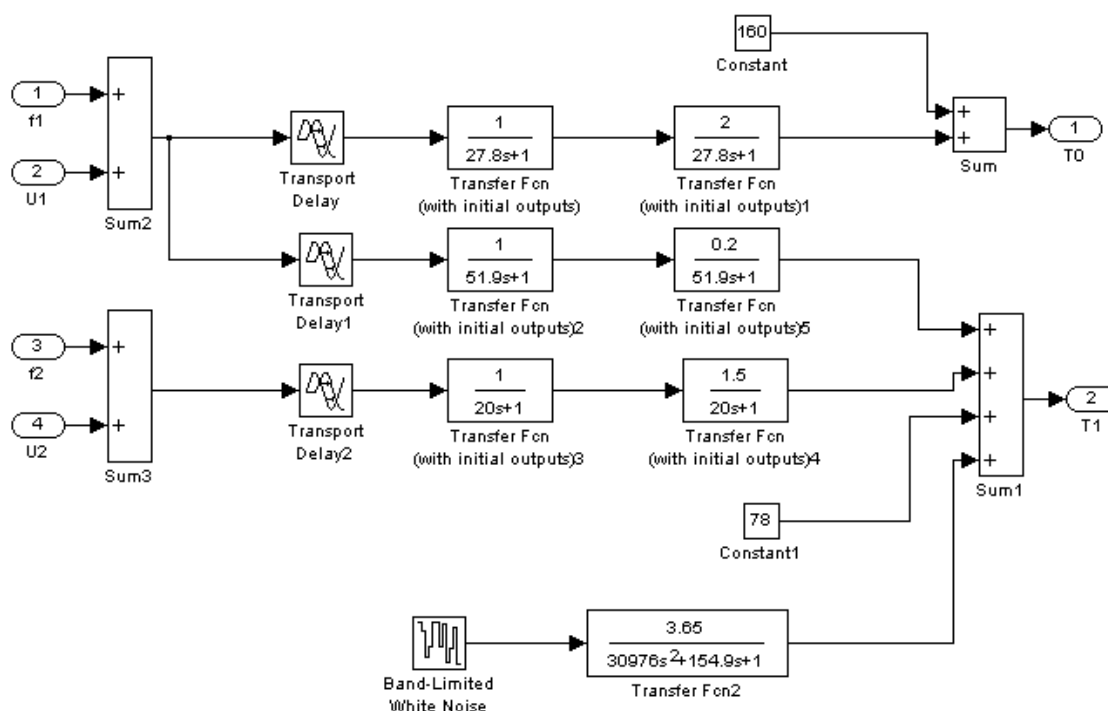 160
Constant
1
f1
+
+
2
U1
Sum2
Transport
Delay
1
27.8s+1
Transfer Fcn
(with initial outputs)
2
27.8s+1
Transfer Fcn
(with initial outputs)1
+
+
Sum
1
T0
Transport
Delay1
1
51.9s+1
Transfer Fcn
(with initial outputs)2
0.2
51.9s+1
Transfer Fcn
(with initial outputs)5
3
f2
+
+
4
U2
Sum3
Transport
Delay2
1
20s+1
Transfer Fcn
(with initial outputs)3
1.5
20s+1
Transfer Fcn
(with initial outputs)4
+
+
+
+
Sum1
2
T1
78
Constant1
Band-Limited
White Noise
3.65
30976s²+154.9s+1
Transfer Fcn2